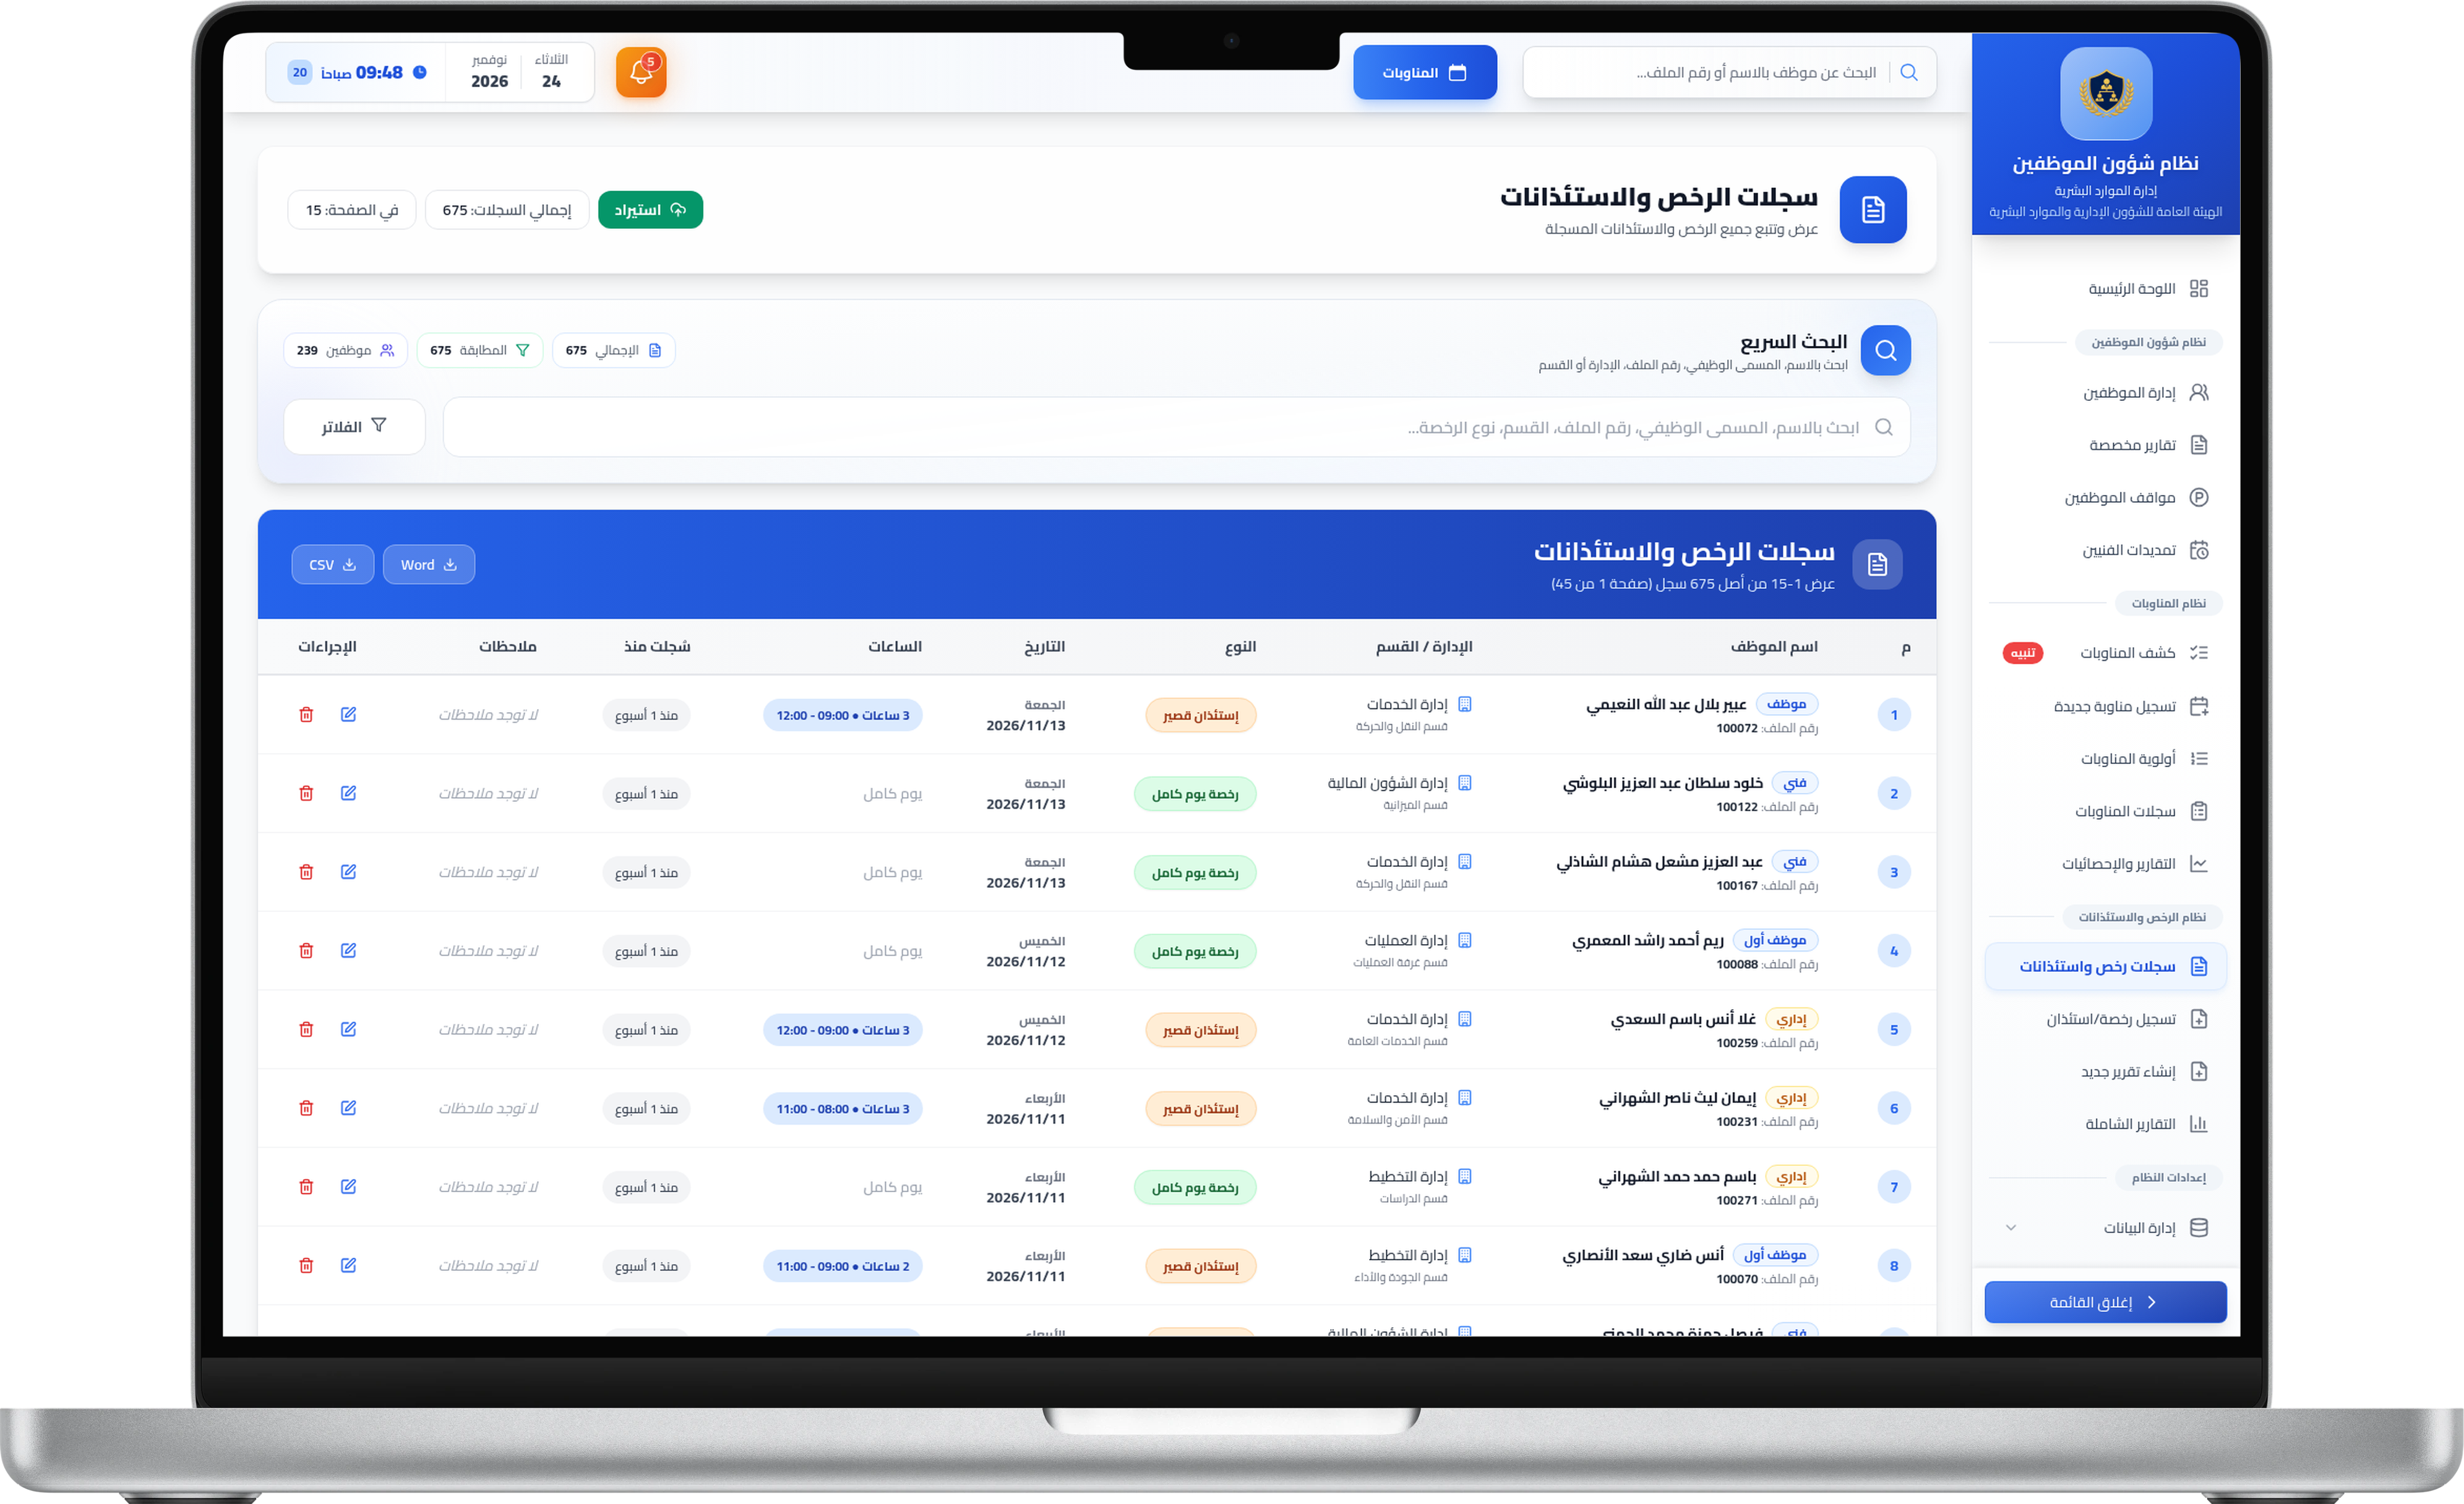 نظام شؤون الموظفين
إدارة الموارد البشرية
الهيئة العامة للشؤون الإدارية والموارد البشرية
اللوحة الرئيسية
نظام شؤون الموظفين
إدارة الموظفين
تقارير مخصصة
مواقف الموظفين
تمديدات الفنيين
نظام المناوبات
كشف المناوبات تنبيه
تسجيل مناوبة جديدة
أولوية المناوبات
سجلات المناوبات
التقارير والإحصائيات
نظام الرخص والاستئذانات
سجلات رخص واستئذانات
تسجيل رخصة/استئذان
إنشاء تقرير جديد
التقارير الشاملة
إعدادات النظام
إدارة البيانات
إغلاق القائمة
البحث عن موظف بالاسم أو رقم الملف...
المناوبات
5
الثلاثاء نوفمبر
24 2026
09:48 صباحاً 20
سجلات الرخص والاستئذانات
عرض وتتبع جميع الرخص والاستئذانات المسجلة
استيراد إجمالي السجلات: 675 في الصفحة: 15
البحث السريع
ابحث بالاسم، المسمى الوظيفي، رقم الملف، الإدارة أو القسم
الإجمالي 675 المطابقة 675 موظفين 239
ابحث بالاسم، المسمى الوظيفي، رقم الملف، القسم، نوع الرخصة...
الفلاتر
سجلات الرخص والاستئذانات
عرض 1-15 من أصل 675 سجل (صفحة 1 من 45)
Word CSV
م اسم الموظف الإدارة / القسم النوع التاريخ الساعات سُجلت منذ ملاحظات الإجراءات
1 موظف عبير بلال عبد الله النعيمي إدارة الخدمات إستئذان قصير الجمعة 3 ساعات ● 09:00 - 12:00 منذ 1 أسبوع لا توجد ملاحظات
رقم الملف: 100072 قسم النقل والحركة 2026/11/13
2 فني خلود سلطان عبد العزيز البلوشي إدارة الشؤون المالية رخصة يوم كامل الجمعة يوم كامل منذ 1 أسبوع لا توجد ملاحظات
رقم الملف: 100122 قسم الميزانية 2026/11/13
3 فني عبد العزيز مشعل هشام الشاذلي إدارة الخدمات رخصة يوم كامل الجمعة يوم كامل منذ 1 أسبوع لا توجد ملاحظات
رقم الملف: 100167 قسم النقل والحركة 2026/11/13
4 موظف أول ريم أحمد راشد المعمري إدارة العمليات رخصة يوم كامل الخميس يوم كامل منذ 1 أسبوع لا توجد ملاحظات
رقم الملف: 100088 قسم غرفة العمليات 2026/11/12
5 إداري غلا أنس باسم السعدي إدارة الخدمات إستئذان قصير الخميس 3 ساعات ● 09:00 - 12:00 منذ 1 أسبوع لا توجد ملاحظات
رقم الملف: 100259 قسم الخدمات العامة 2026/11/12
6 إداري إيمان ليث ناصر الشهراني إدارة الخدمات إستئذان قصير الأربعاء 3 ساعات ● 08:00 - 11:00 منذ 1 أسبوع لا توجد ملاحظات
رقم الملف: 100231 قسم الأمن والسلامة 2026/11/11
7 إداري باسم حمد حمد الشهراني إدارة التخطيط رخصة يوم كامل الأربعاء يوم كامل منذ 1 أسبوع لا توجد ملاحظات
رقم الملف: 100271 قسم الدراسات 2026/11/11
8 موظف أول أنس ضاري سعد الأنصاري إدارة التخطيط إستئذان قصير الأربعاء 2 ساعات ● 09:00 - 11:00 منذ 1 أسبوع لا توجد ملاحظات
رقم الملف: 100070 قسم الجودة والأداء 2026/11/11
فني إدارة الشؤون المالية الأربعاء